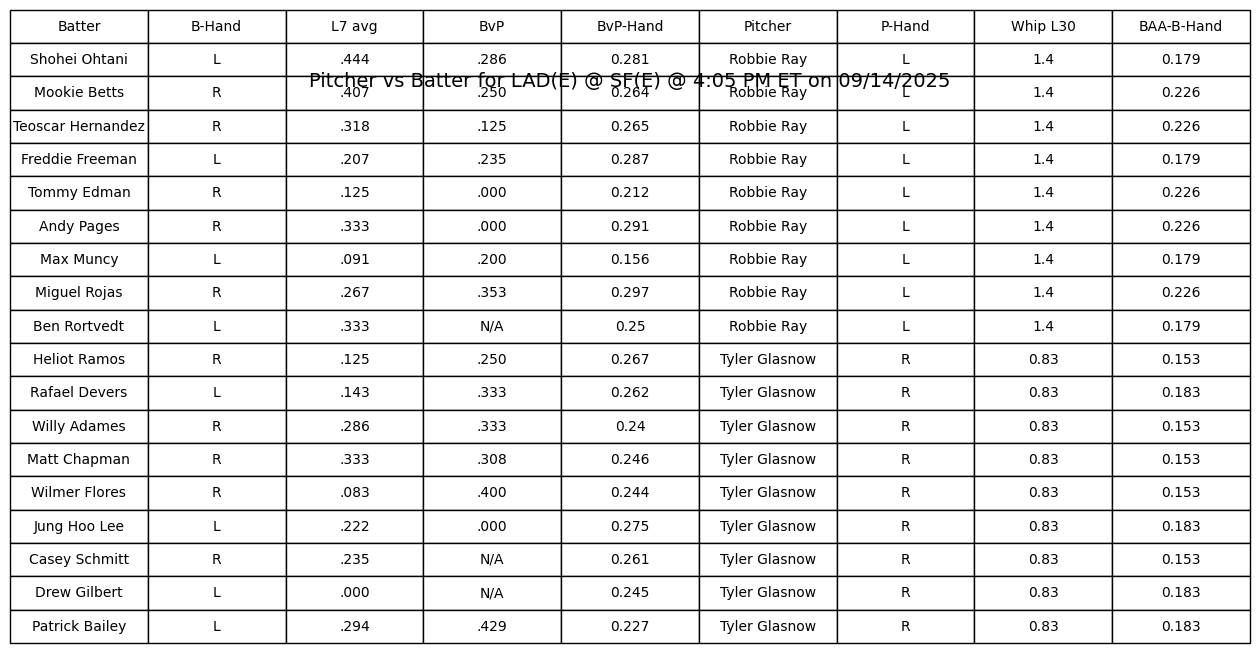 Batter B-Hand L7 avg BvP BvP-Hand Pitcher P-Hand Whip L30 BAA-B-Hand
Shohei Ohtani L .444 .286 0.281 Robbie Ray L 1.4 0.179
Pitcher vs Batter for LAD(E) @ SF(E) @ 4:05 PM ET on 09/14/2025
Mookie Betts R .407 .250 0.264 Robbie Ray L 1.4 0.226
Teoscar Hernandez R .318 .125 0.265 Robbie Ray L 1.4 0.226
Freddie Freeman L .207 .235 0.287 Robbie Ray L 1.4 0.179
Tommy Edman R .125 .000 0.212 Robbie Ray L 1.4 0.226
Andy Pages R .333 .000 0.291 Robbie Ray L 1.4 0.226
Max Muncy L .091 .200 0.156 Robbie Ray L 1.4 0.179
Miguel Rojas R .267 .353 0.297 Robbie Ray L 1.4 0.226
Ben Rortvedt L .333 N/A 0.25 Robbie Ray L 1.4 0.179
Heliot Ramos R .125 .250 0.267 Tyler Glasnow R 0.83 0.153
Rafael Devers L .143 .333 0.262 Tyler Glasnow R 0.83 0.183
Willy Adames R .286 .333 0.24 Tyler Glasnow R 0.83 0.153
Matt Chapman R .333 .308 0.246 Tyler Glasnow R 0.83 0.153
Wilmer Flores R .083 .400 0.244 Tyler Glasnow R 0.83 0.153
Jung Hoo Lee L .222 .000 0.275 Tyler Glasnow R 0.83 0.183
Casey Schmitt R .235 N/A 0.261 Tyler Glasnow R 0.83 0.153
Drew Gilbert L .000 N/A 0.245 Tyler Glasnow R 0.83 0.183
Patrick Bailey L .294 .429 0.227 Tyler Glasnow R 0.83 0.183